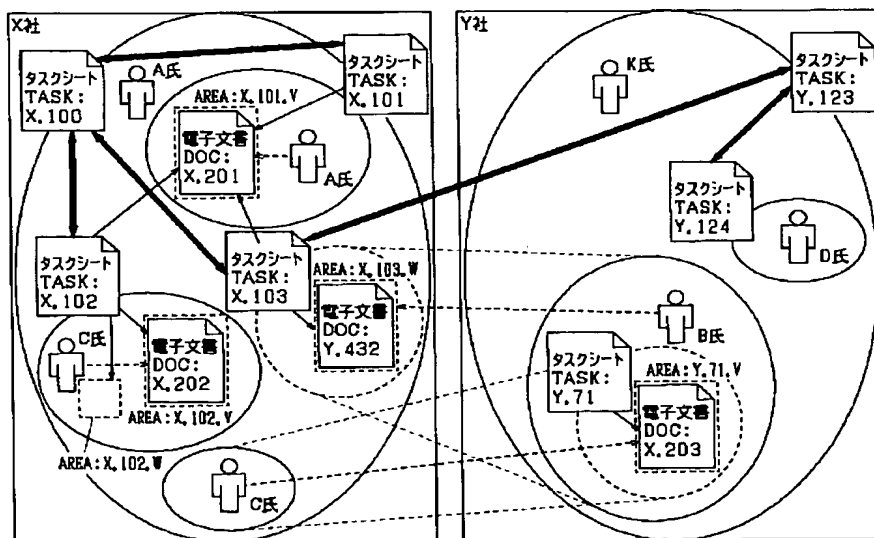 X社
Y社
タスクシート
TASK:
X.100
A氏
タスクシート
TASK:
X.101
AREA:X.101.V
電子文書
DOC:
X.201
A氏
K氏
タスクシート
TASK:
Y.123
タスクシート
TASK:
Y.124
D氏
タスクシート
TASK:
X.102
タスクシート
TASK:
X.103
AREA:X.103.W
電子文書
DOC:
Y.432
B氏
C氏
電子文書
DOC:
X.202
AREA:X.102.V
AREA:X.102.W
C氏
タスクシート
TASK:
Y.71
AREA:Y.71.V
電子文書
DOC:
X.203